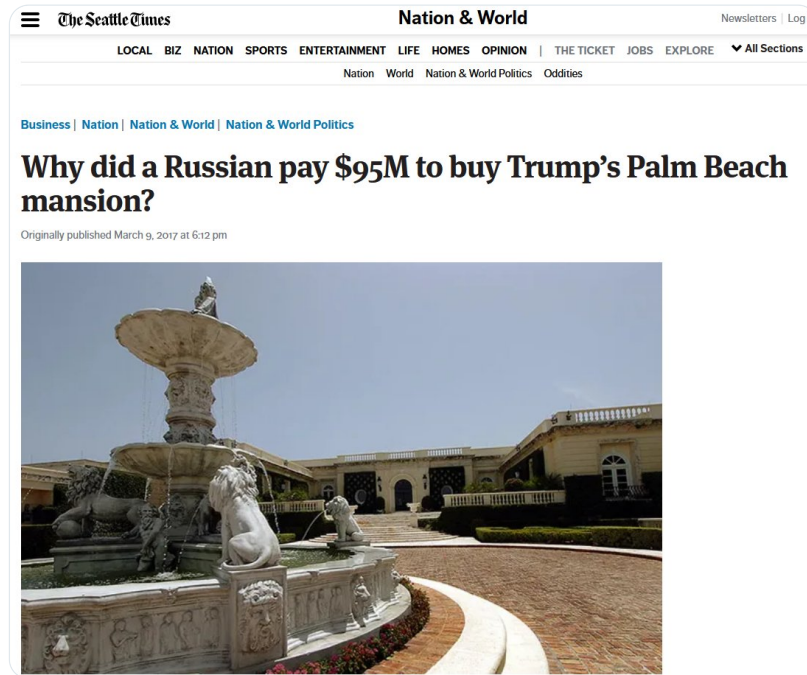 The Seattle Times
Nation & World
Newsletters | Log
LOCAL BIZ NATION SPORTS ENTERTAINMENT LIFE HOMES OPINION | THE TICKET JOBS EXPLORE All Sections
Nation World Nation & World Politics Oddities
Business | Nation | Nation & World | Nation & World Politics
Why did a Russian pay $95M to buy Trump's Palm Beach
mansion?
Originally published March 9, 2017 at 6:12 pm